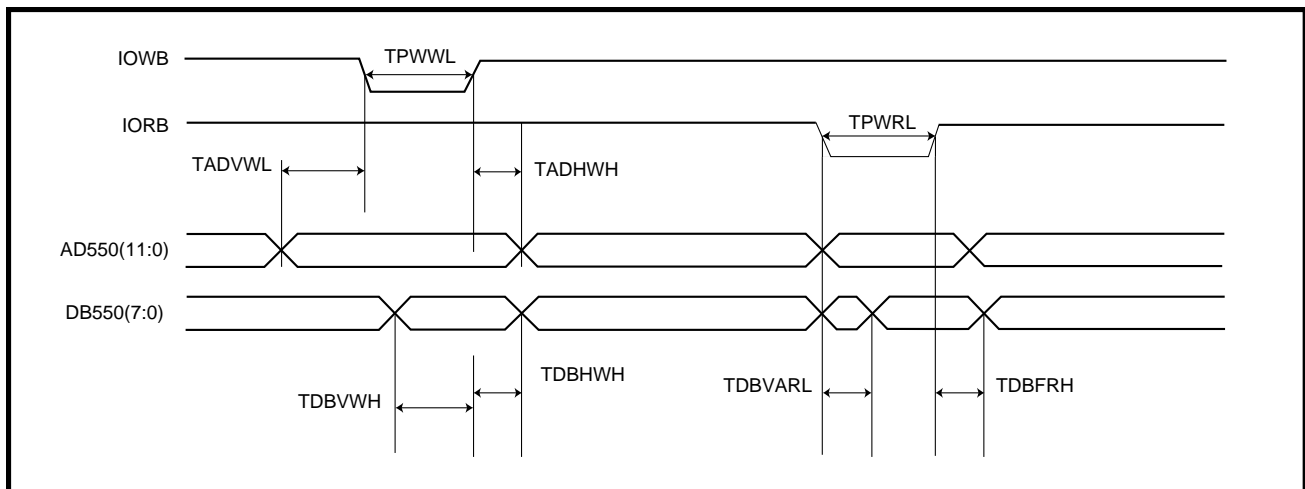 IOWB
TPWWL
IORB
TPWRL
TADVWL
TADHWH
AD550(11:0)
DB550(7:0)
TDBVWH
TDBHWH
TDBVARL
TDBFRH